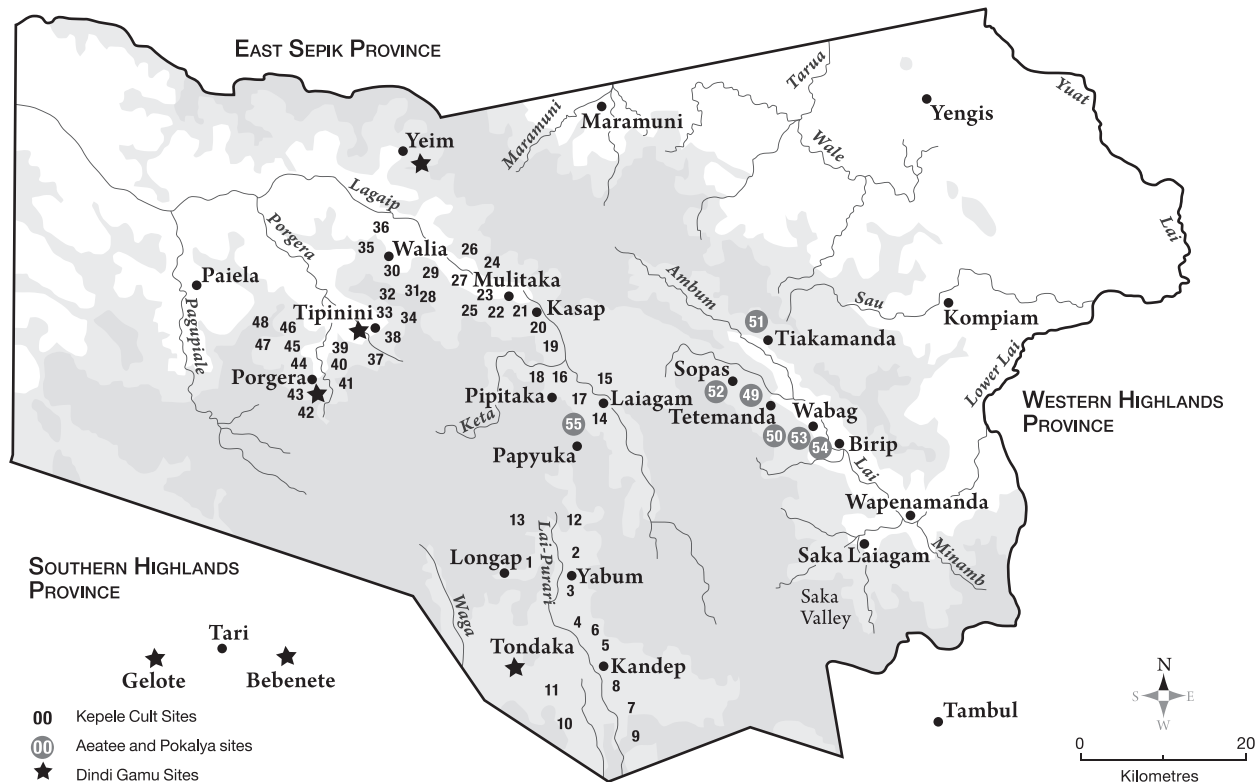 EAST SEPIK PROVINCE
Tarua
Yuat
Maramuni
Maramuni
Yengis
Wale
Yeim
Lagaip
Lai
Porgera
36
35
Walia
26
24
Ambum
Paiela
30
29
27
Mulitaka
Sau
Pagupiale
32
31
28
23
Kasap
Kompiam
Tipinini
33
34
25
22
21
51
48
46
38
20
Tiakamanda
47
45
39
37
19
Lower Lai
44
40
Sopas
Porgera
41
18
16
15
52
49
WESTERN HIGHLANDS
PROVINCE
43
Pipitaka
17
Laiagam
Tetemanda
Wabag
42
Keta
14
55
50
53
54
Birip
Papyuka
Lai
Wapenamanda
13
12
Lai-Purari
Minamb
SOUTHERN HIGHLANDS
PROVINCE
Longap
1
2
Yabum
Saka Laiagam
3
Saka
Valley
Waga
4
6
Tari
Tondaka
5
Kandep
Gelote
Bebenete
11
8
10
7
9
Tambul
N
S
E
W
00
Kepele Cult Sites
00
Aeatee and Pokalya sites
Dindi Gamu Sites
0
20
Kilometres